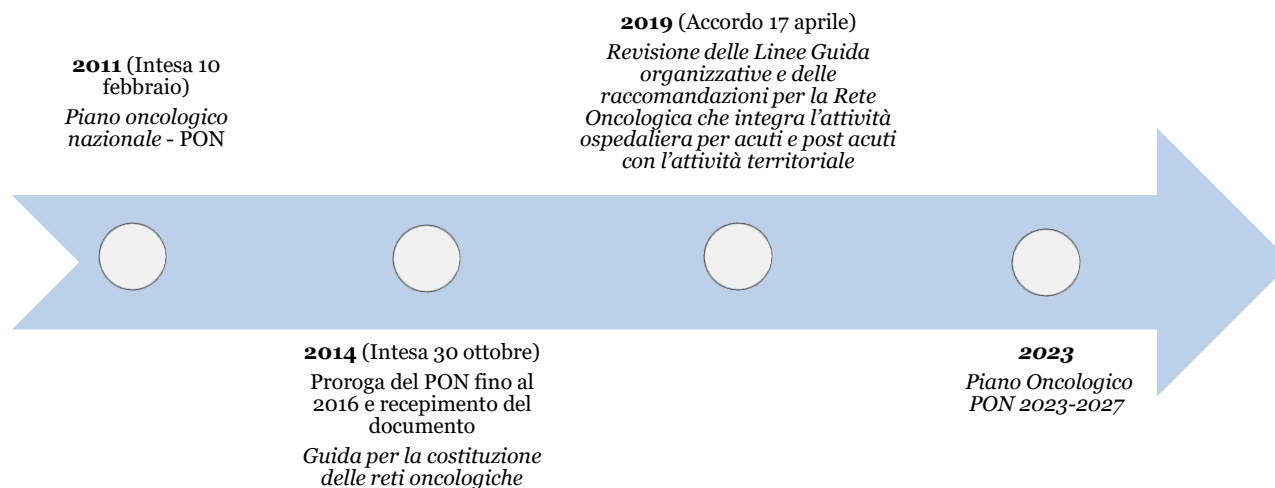 2011 (Intesa 10
febbraio)
Piano oncologico
nazionale - PON
2014 (Intesa 30 ottobre)
Proroga del PON fino al
2016 e recepimento del
documento
Guida per la costituzione
delle reti oncologiche
2019 (Accordo 17 aprile)
Revisione delle Linee Guida
organizzative e delle
raccomandazioni per la Rete
Oncologica che integra l’attività
ospedaliera per acuti e post acuti
con l’attività territoriale
2023
Piano Oncologico
PON 2023-2027